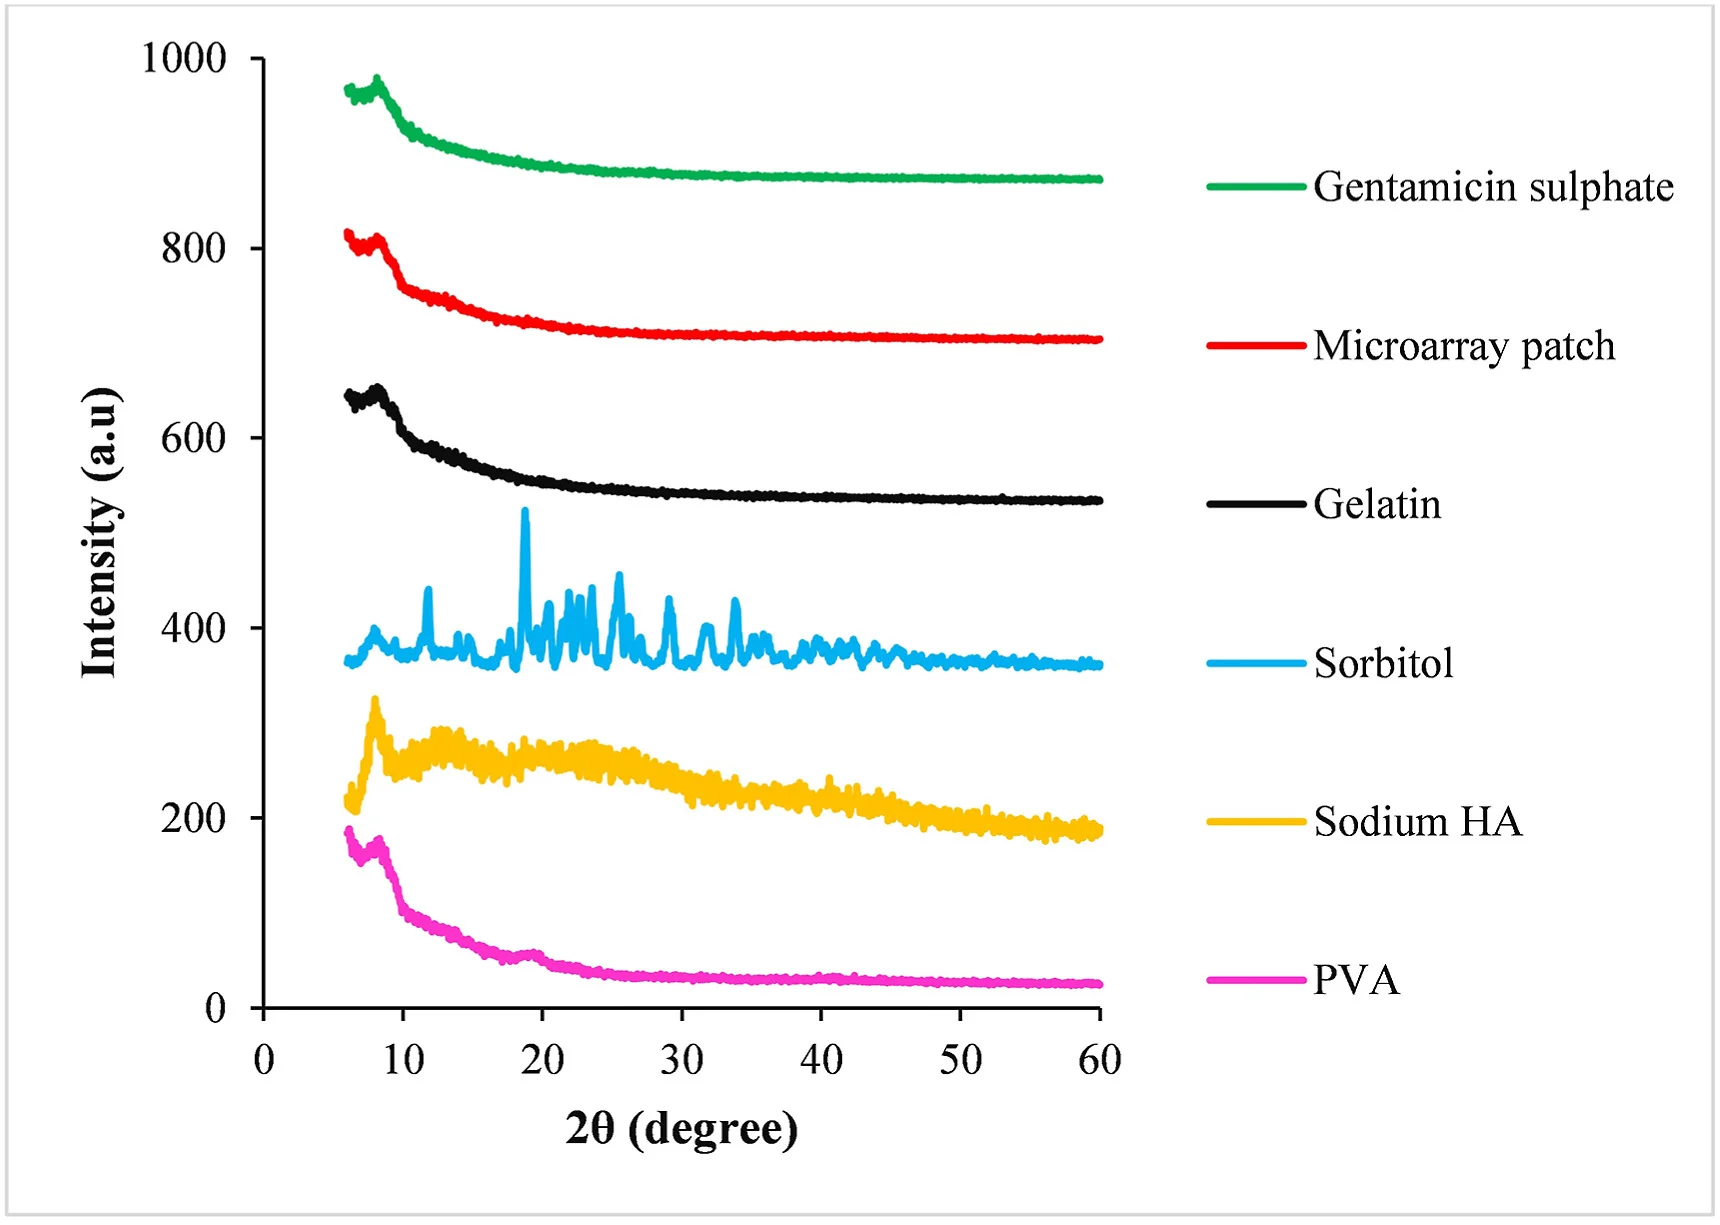 1000
800
600
400
200
0
Intensity (a.u)
0 10 20 30 40 50 60
2θ (degree)
Gentamicin sulphate
Microarray patch
Gelatin
Sorbitol
Sodium HA
PVA